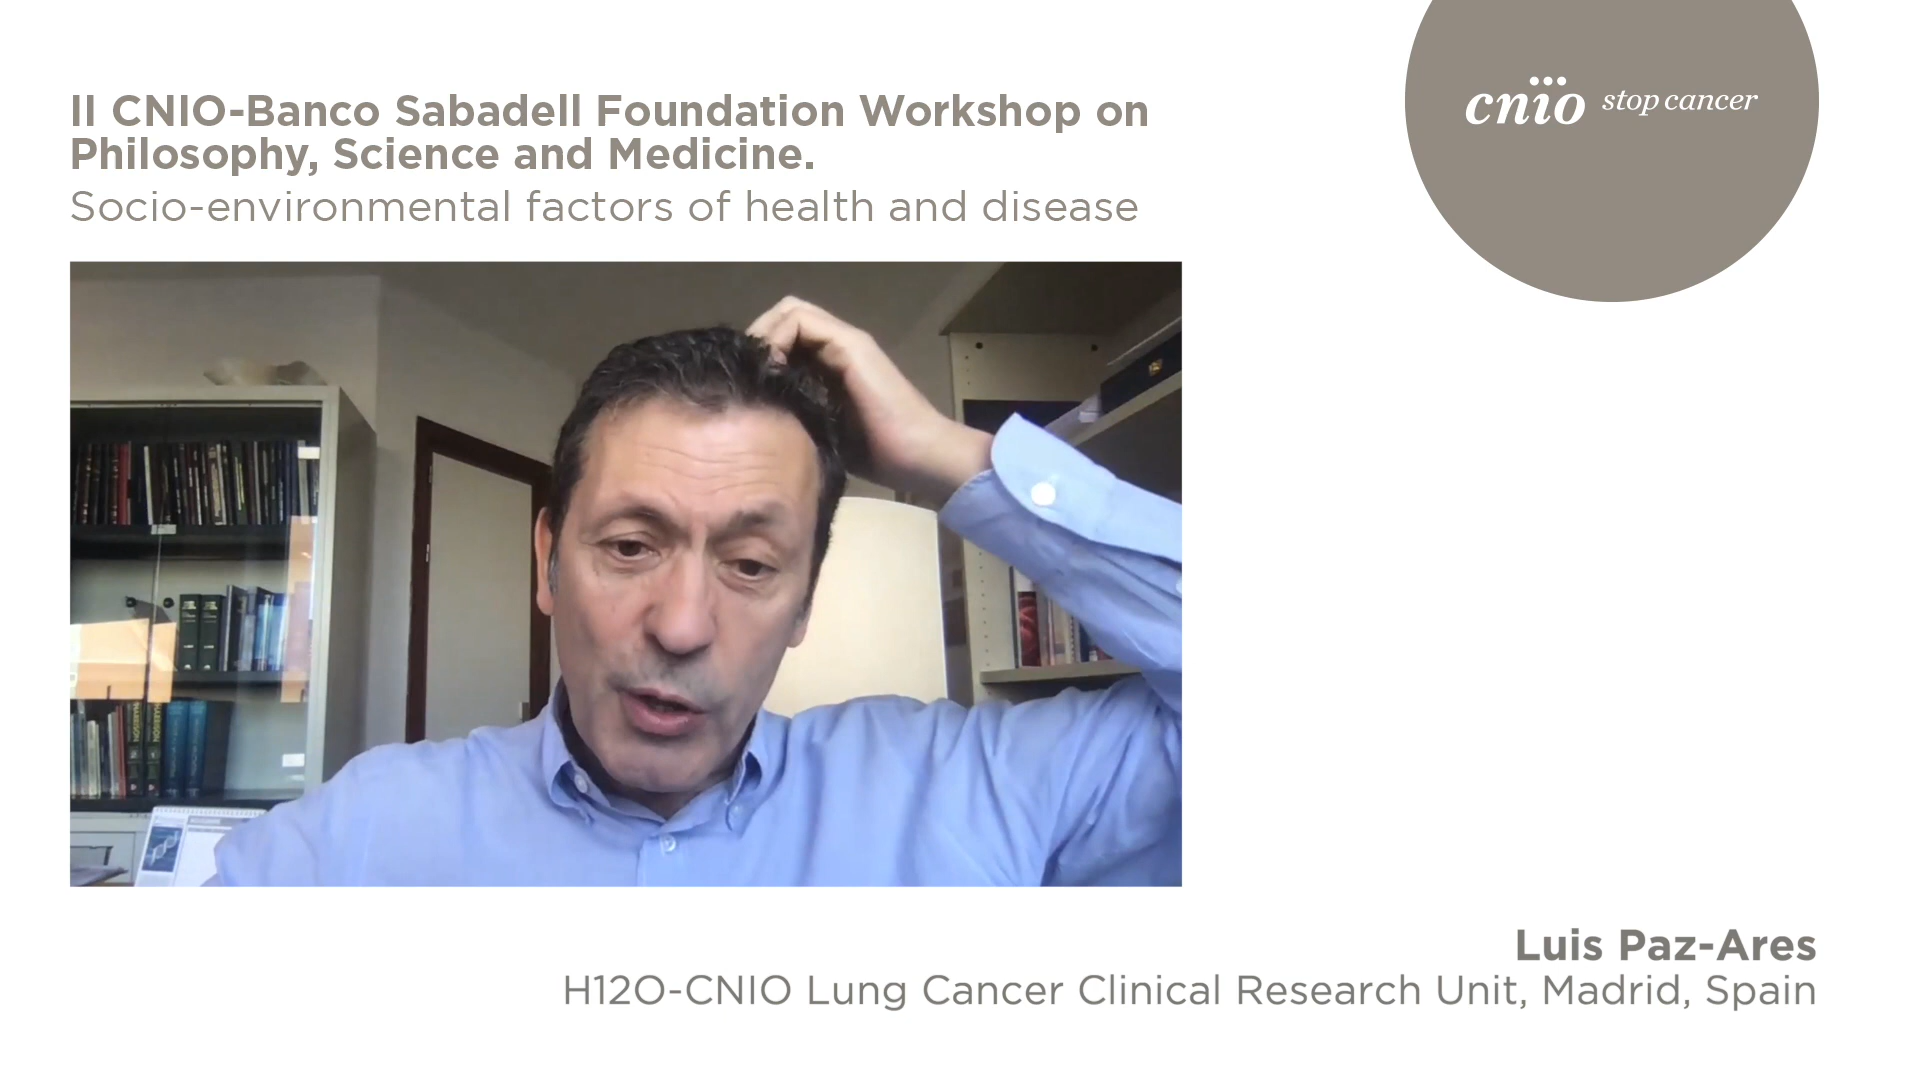 II CNIO-Banco Sabadell Foundation Workshop on
Philosophy, Science and Medicine.
Socio-environmental factors of health and disease
cnio stop cancer
HARRISON
Luis Paz-Ares
H12O-CNIO Lung Cancer Clinical Research Unit, Madrid, Spain